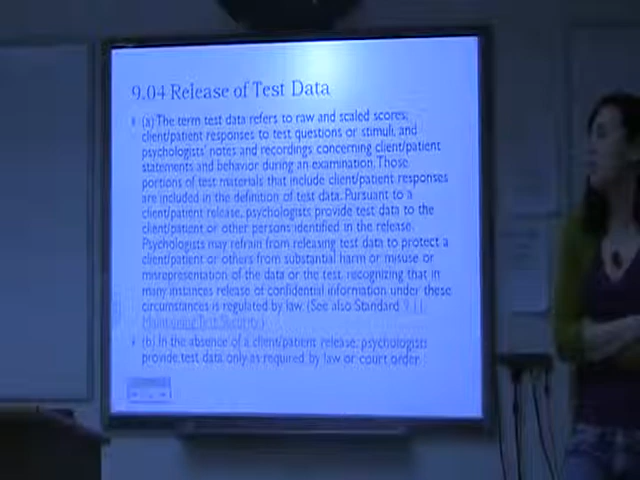 9.04 Release of Test Data
(a) The term test data refers to raw and scaled scores,
client/patient responses to test questions or stimuli, and
psychologists' notes and recordings concerning client/patient
statements and behavior during an examination. Those
portions of test materials that include client/patient responses
are included in the definition of test data. Pursuant to a
client/patient release, psychologists provide test data to the
client/patient or other persons identified in the release.
Psychologists may refrain from releasing test data to protect a
client/patient or others from substantial harm or misuse or
misrepresentation of the data or the test, recognizing that in
many instances release of confidential information under these
circumstances is regulated by law. (See also Standard 9.11,
Maintaining Test Security.)
(b) In the absence of a client/patient release, psychologists
provide test data only as required by law or court order.